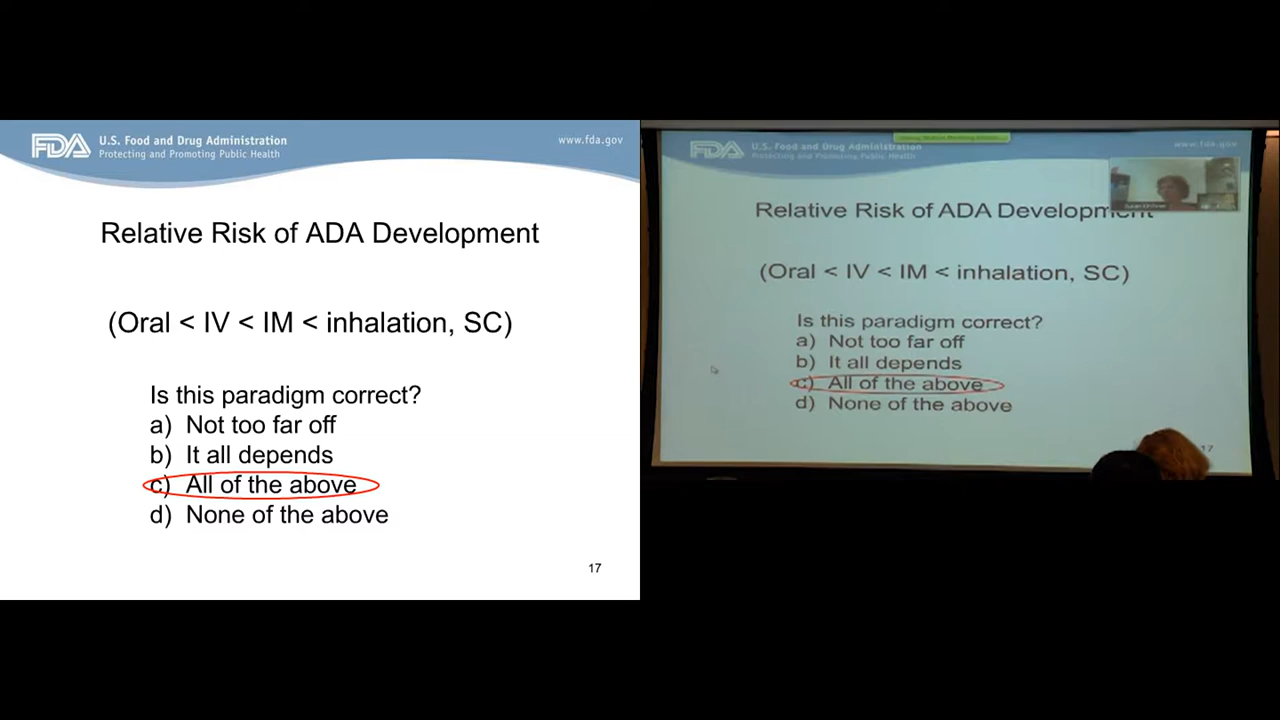 FDA
U.S. Food and Drug Administration
Protecting and Promoting Public Health
www.fda.gov
Relative Risk of ADA Development
(Oral < IV < IM < inhalation, SC)
Is this paradigm correct?
a) Not too far off
b) It all depends
c) All of the above
d) None of the above
17
FDA
U.S. Food and Drug Administration
Protecting and Promoting Public Health
www.fda.gov
Relative Risk of ADA Development
(Oral < IV < IM < inhalation, SC)
Is this paradigm correct?
a) Not too far off
b) It all depends
c) All of the above
d) None of the above
17